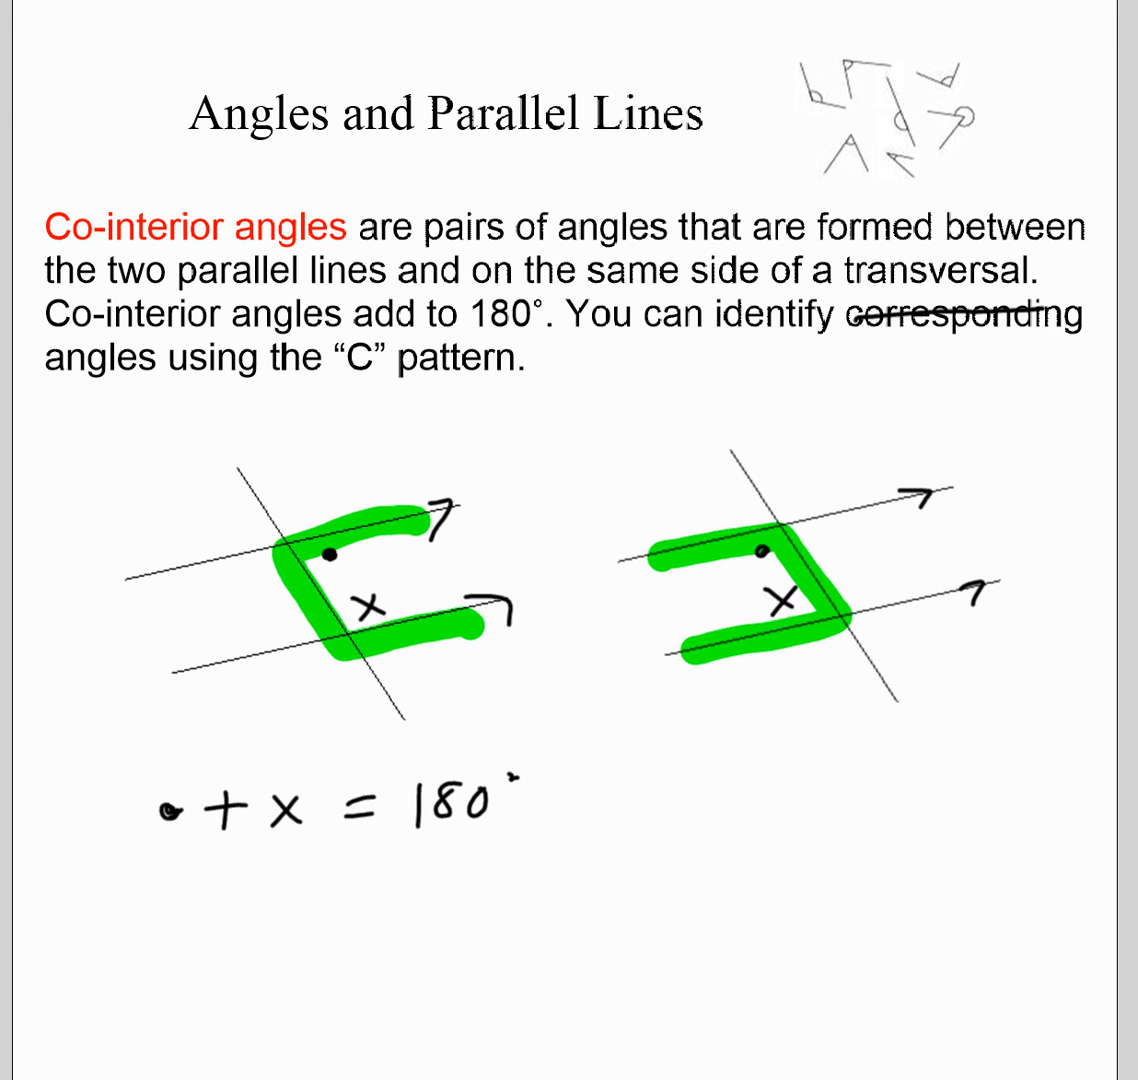 Angles and Parallel Lines
Co-interior angles are pairs of angles that are formed between
the two parallel lines and on the same side of a transversal.
Co-interior angles add to 180°. You can identify corresponding
angles using the “C” pattern.
x
x
• + x = 180°